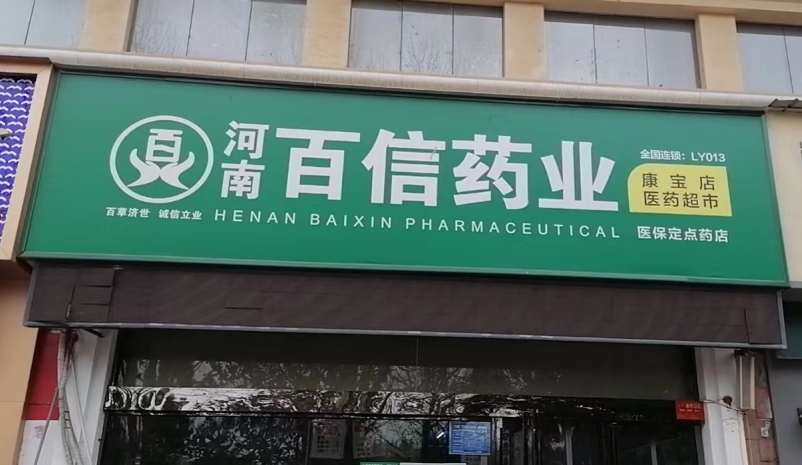 百
河南
百信药业
全国连锁：LY013
康宝店
医药超市
百草济世 诚信立业
HENAN BAIXIN PHARMACEUTICAL
医保定点药店